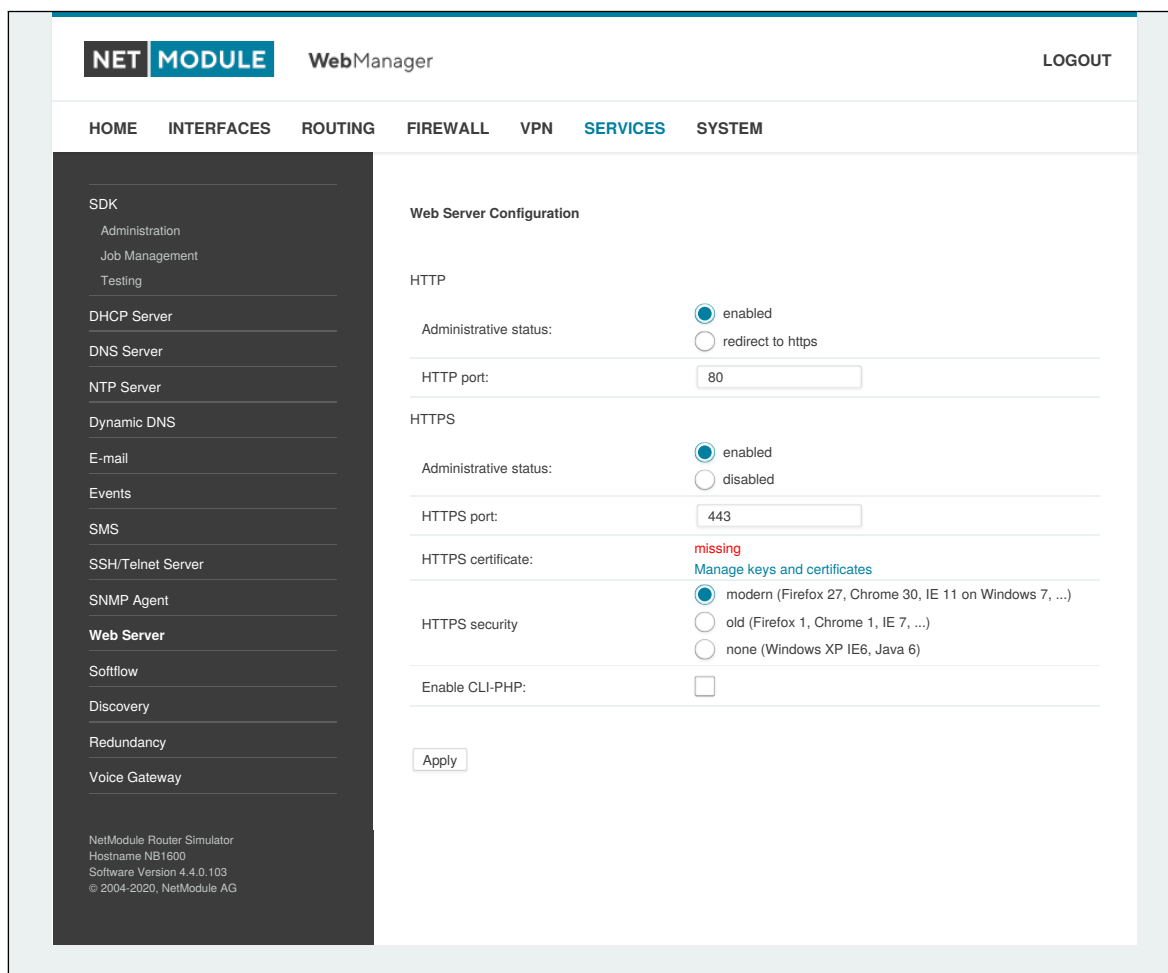 NET MODULE WebManager LOGOUT
HOME INTERFACES ROUTING FIREWALL VPN SERVICES SYSTEM
SDK
Administration
Job Management
Testing
DHCP Server
DNS Server
NTP Server
Dynamic DNS
E-mail
Events
SMS
SSH/Telnet Server
SNMP Agent
Web Server
Softflow
Discovery
Redundancy
Voice Gateway
NetModule Router Simulator
Hostname NB1600
Software Version 4.4.0.103
© 2004-2020, NetModule AG
Web Server Configuration
HTTP
Administrative status:
enabled
redirect to https
HTTP port: 80
HTTPS
Administrative status:
enabled
disabled
HTTPS port: 443
HTTPS certificate:
missing
Manage keys and certificates
HTTPS security
modern (Firefox 27, Chrome 30, IE 11 on Windows 7, ...)
old (Firefox 1, Chrome 1, IE 7, ...)
none (Windows XP IE6, Java 6)
Enable CLI-PHP:
Apply